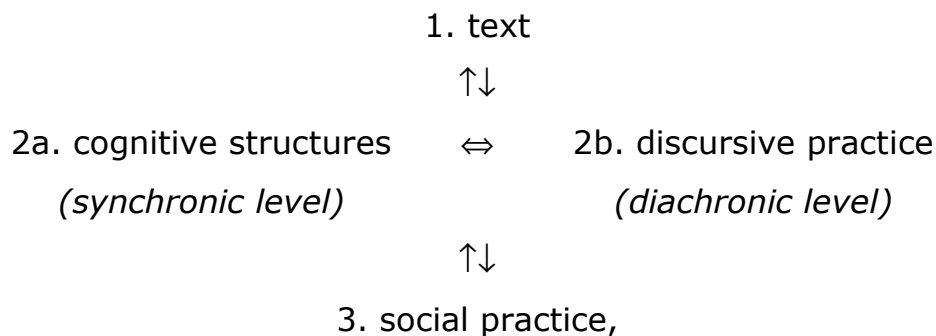 1. text
↑↓
2a. cognitive structures ⇔ 2b. discursive practice
(synchronic level) (diachronic level)
↑↓
3. social practice,